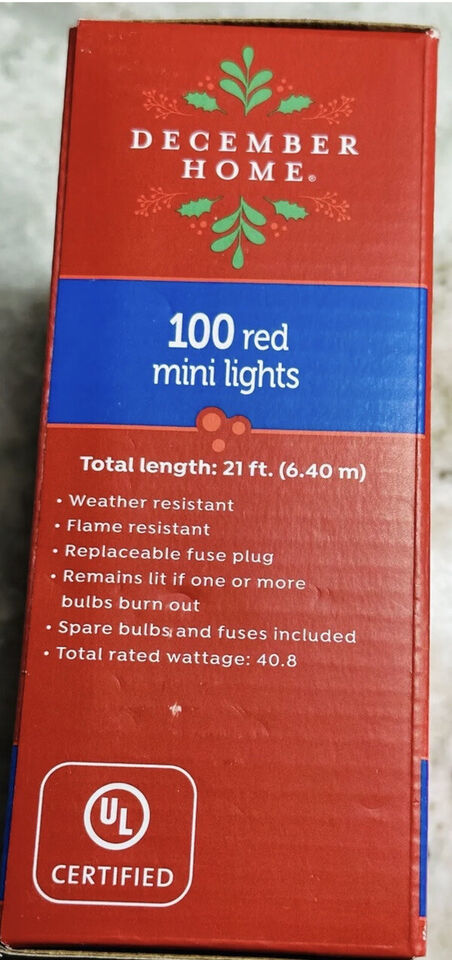 DECEMBER
HOME®
100 red
mini lights
Total length: 21 ft. (6.40 m)
• Weather resistant
• Flame resistant
• Replaceable fuse plug
• Remains lit if one or more
bulbs burn out
• Spare bulbs and fuses included
• Total rated wattage: 40.8
UL
CERTIFIED